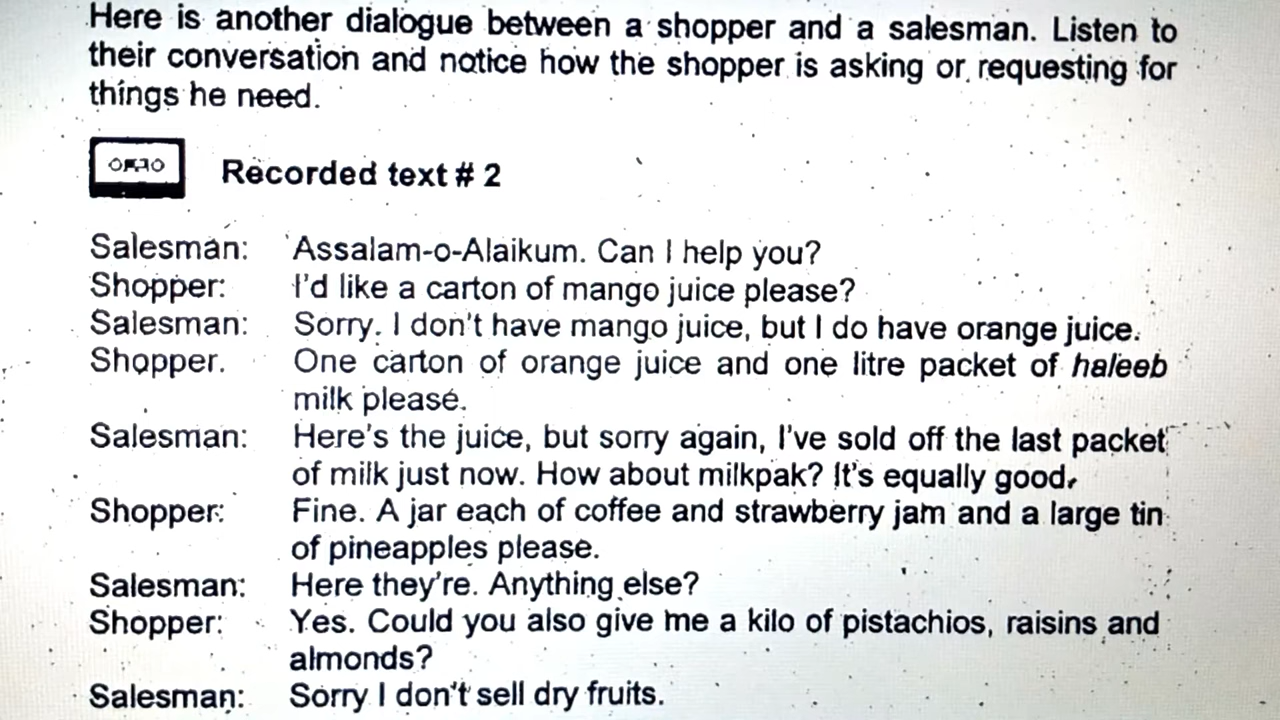 Here is another dialogue between a shopper and a salesman. Listen to
their conversation and notice how the shopper is asking or requesting for
things he need.
Recorded text # 2
Salesman: Assalam-o-Alaikum. Can I help you?
Shopper: I'd like a carton of mango juice please?
Salesman: Sorry. I don't have mango juice, but I do have orange juice.
Shopper. One carton of orange juice and one litre packet of haleeb
milk please.
Salesman: Here's the juice, but sorry again, I've sold off the last packet
of milk just now. How about milkpak? It's equally good.
Shopper: Fine. A jar each of coffee and strawberry jam and a large tin
of pineapples please.
Salesman: Here they're. Anything else?
Shopper: Yes. Could you also give me a kilo of pistachios, raisins and
almonds?
Salesman: Sorry I don't sell dry fruits.